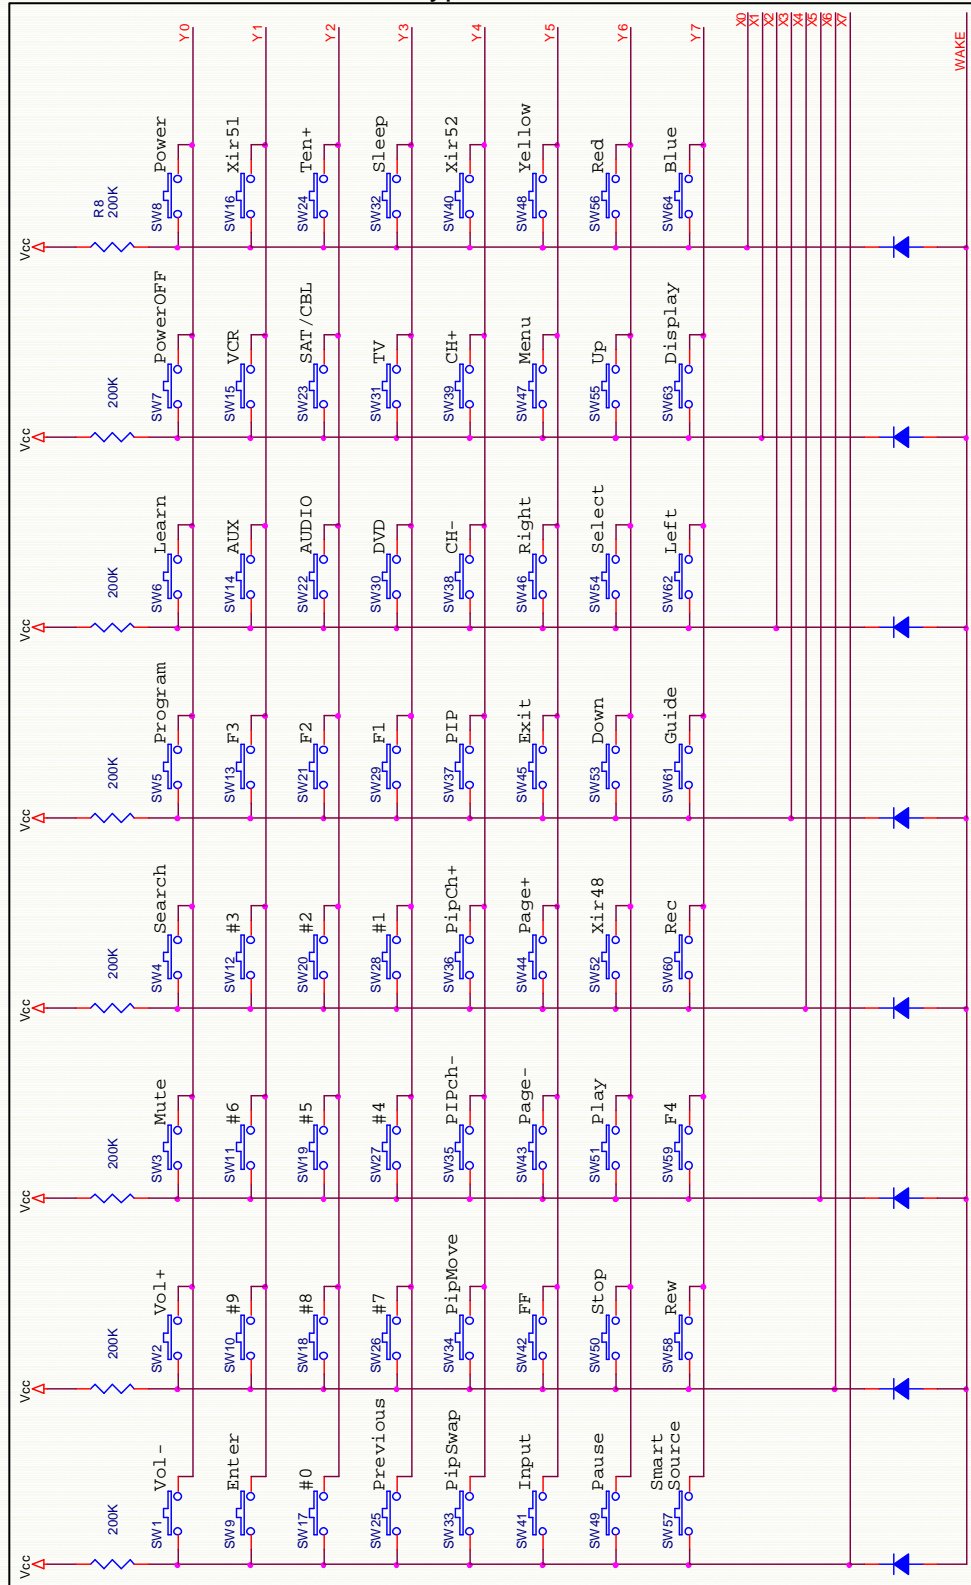 Y0
Y1
Y2
Y3
Y4
Y5
Y6
Y7
X0
X1
X2
X3
X4
X5
X6
X7
WAKE
Vcc
R8
200K
SW8
Power
SW16
Xir51
SW24
Ten+
SW32
Sleep
SW40
Xir52
SW48
Yellow
SW56
Red
SW64
Blue
Vcc
200K
SW7
PowerOFF
SW15
VCR
SW23
SAT/CBL
SW31
TV
SW39
CH+
SW47
Menu
SW55
Up
SW63
Display
Vcc
200K
SW6
Learn
SW14
AUX
SW22
AUDIO
SW30
DVD
SW38
CH-
SW46
Right
SW54
Select
SW62
Left
Vcc
200K
SW5
Program
SW13
F3
SW21
F2
SW29
F1
SW37
PIP
SW45
Exit
SW53
Down
SW61
Guide
Vcc
200K
SW4
Search
SW12
#3
SW20
#2
SW28
#1
SW36
PipCh+
SW44
Page+
SW52
Xir48
SW60
Rec
Vcc
200K
SW3
Mute
SW11
#6
SW19
#5
SW27
#4
SW35
PIPch-
SW43
Page-
SW51
Play
SW59
F4
Vcc
200K
SW2
Vol+
SW10
#9
SW18
#8
SW26
#7
SW34
PipMove
SW42
FF
SW50
Stop
SW58
Rew
Vcc
200K
SW1
Vol-
SW9
Enter
SW17
#0
SW25
Previous
SW33
PipSwap
SW41
Input
SW49
Pause
SW57
Smart
Source